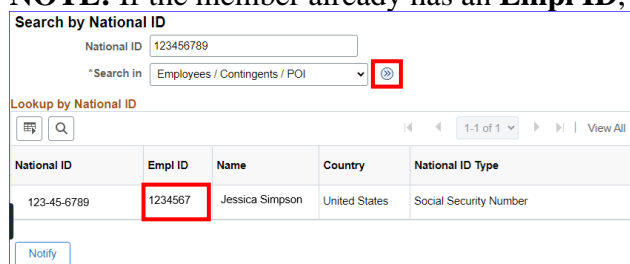 NOTE: If the member already has an Empl ID,
Search by National ID
National ID 123456789
*Search in Employees / Contingents / POI
Lookup by National ID
1-1 of 1 View All
National ID Empl ID Name Country National ID Type
123-45-6789 1234567 Jessica Simpson United States Social Security Number
Notify